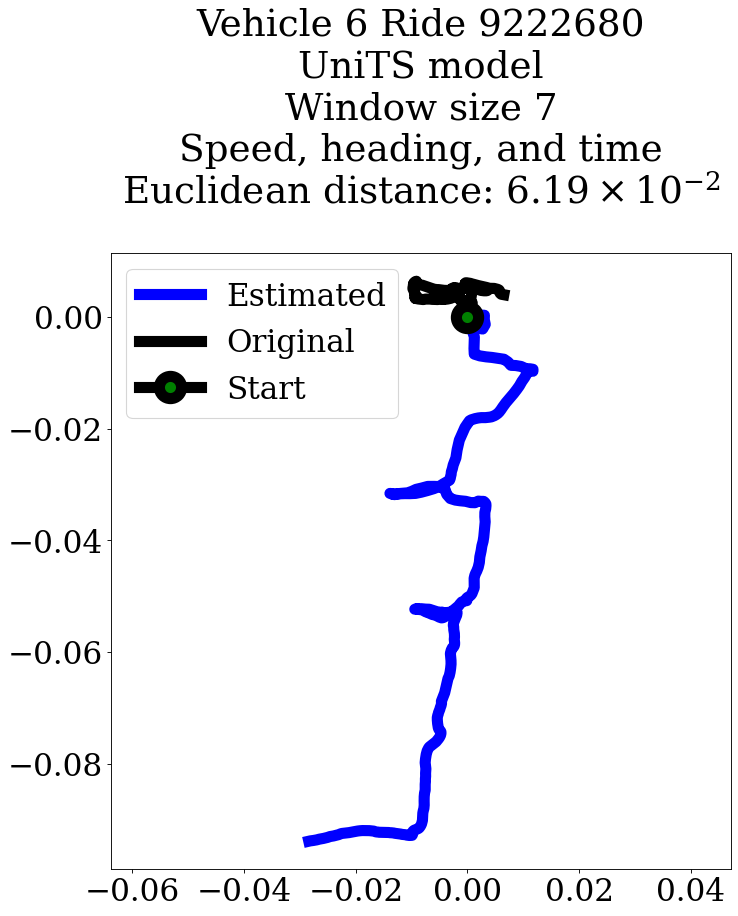 Vehicle 6 Ride 9222680
UniTS model
Window size 7
Speed, heading, and time
Euclidean distance: 6.19 × 10⁻²
Estimated
Original
Start
0.00
−0.02
−0.04
−0.06
−0.08
−0.06 −0.04 −0.02 0.00 0.02 0.04